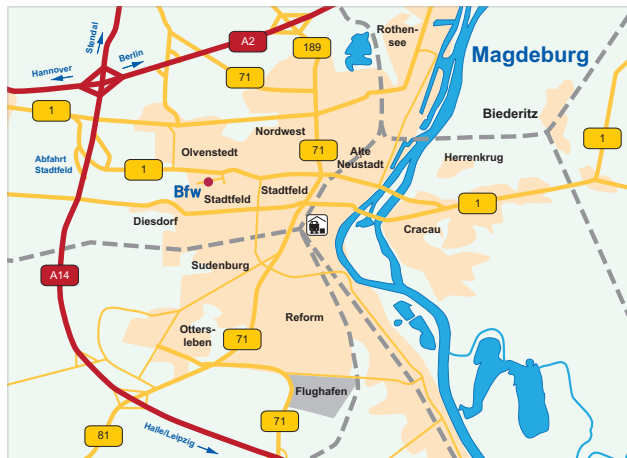 A2
189
Rothen-
see
Stendal
Berlin
Hannover
71
Magdeburg
1
Biederitz
Nordwest
1
71
Alte
Neustadt
Olvenstedt
Abfahrt
Stadtfeld
1
Herrenkrug
Bfw
Stadtfeld
Stadtfeld
1
Diesdorf
Cracau
Sudenburg
A14
Reform
Otters-
leben
71
Flughafen
71
81
Halle/Leipzig